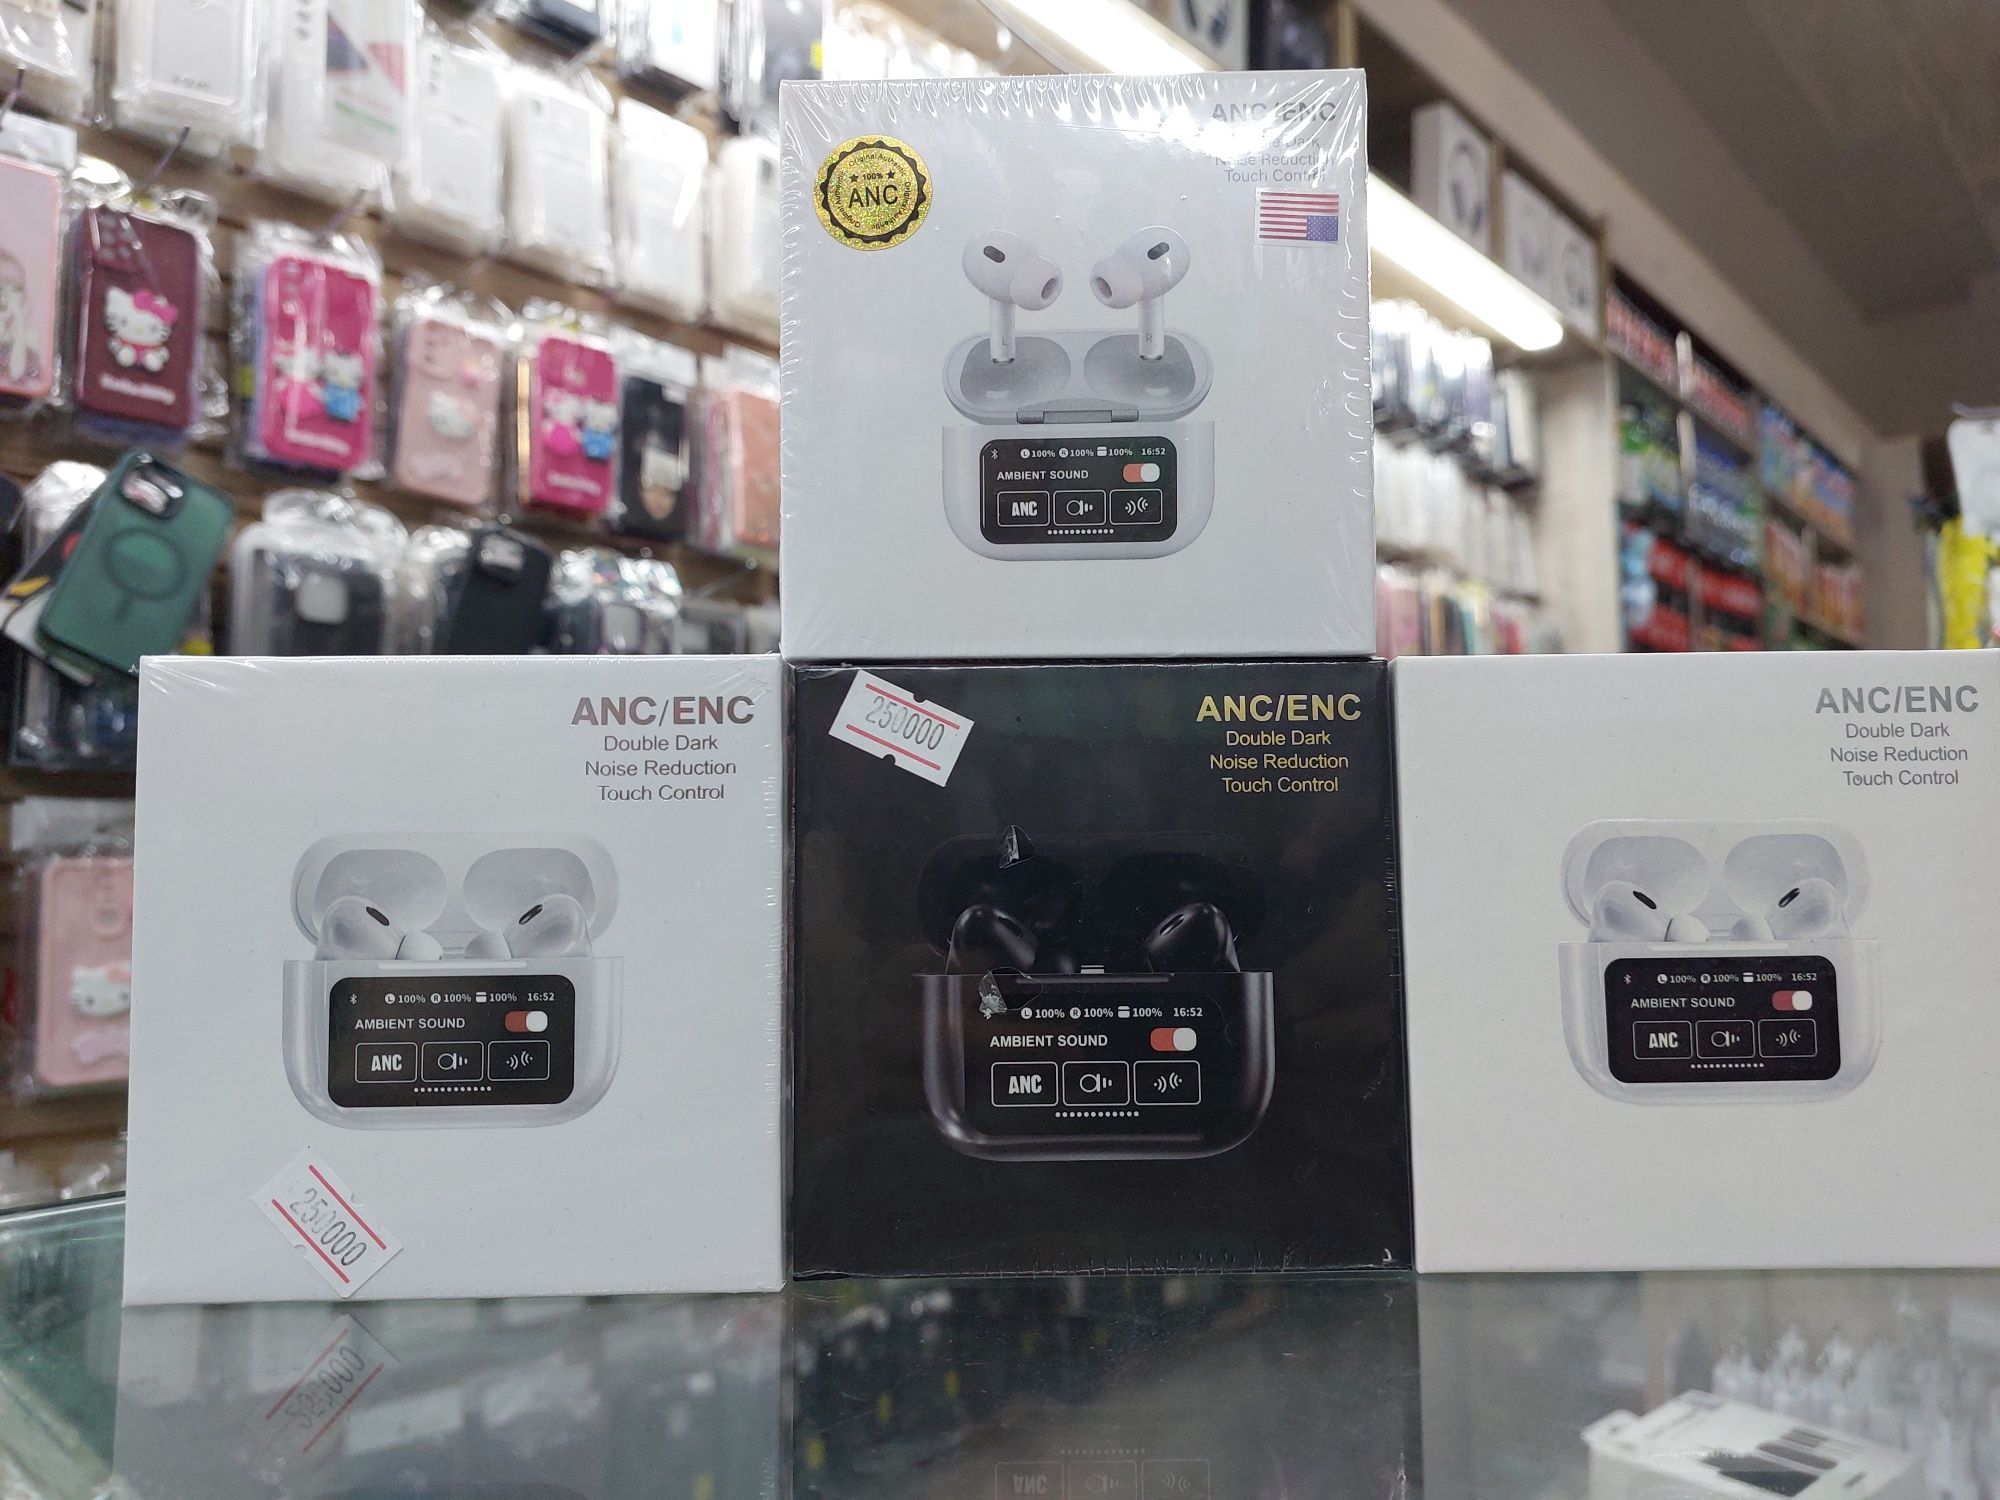 ANC/ENC
Noise Reduction
Touch Control
Original Authentic
100%
ANC
L
R
L 100% R 100% 100% 16:52
AMBIENT SOUND
ANC
ANC/ENC
Double Dark
Noise Reduction
Touch Control
L 100% R 100% 100% 16:52
AMBIENT SOUND
ANC
250000
250000
ANC/ENC
Double Dark
Noise Reduction
Touch Control
L 100% R 100% 100% 16:52
AMBIENT SOUND
ANC
ANC/ENC
Double Dark
Noise Reduction
Touch Control
L 100% R 100% 100% 16:52
AMBIENT SOUND
ANC